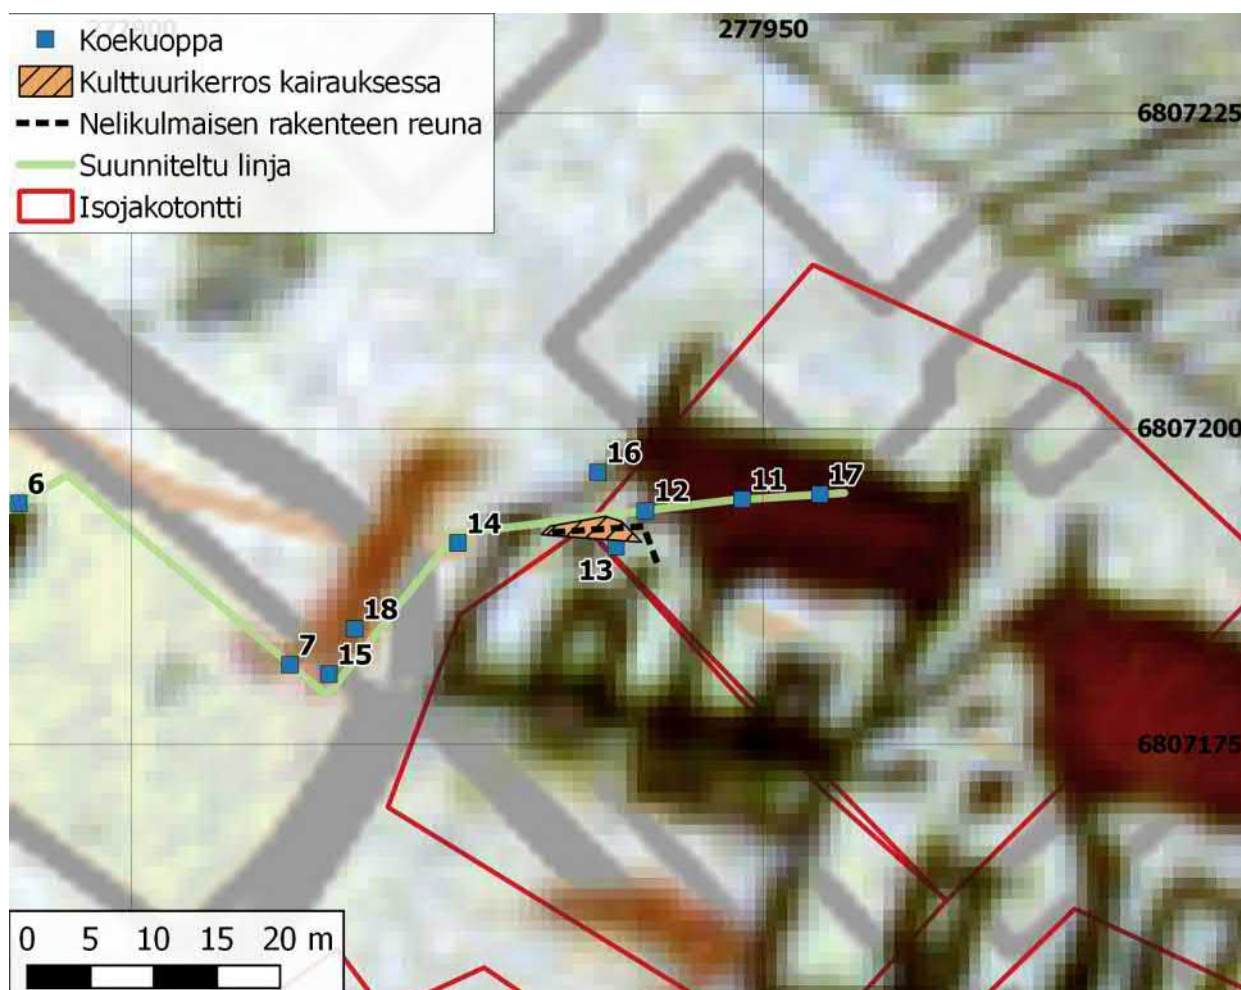 277900
277950
Koekuoppa
Kulttuurikerros kairauksessa
Nelikulmaisen rakenteen reuna
Suunniteltu linja
Isojakotontti
6807225
6807200
16
6
12
11
17
14
13
18
7
15
6807175
0 5 10 15 20 m